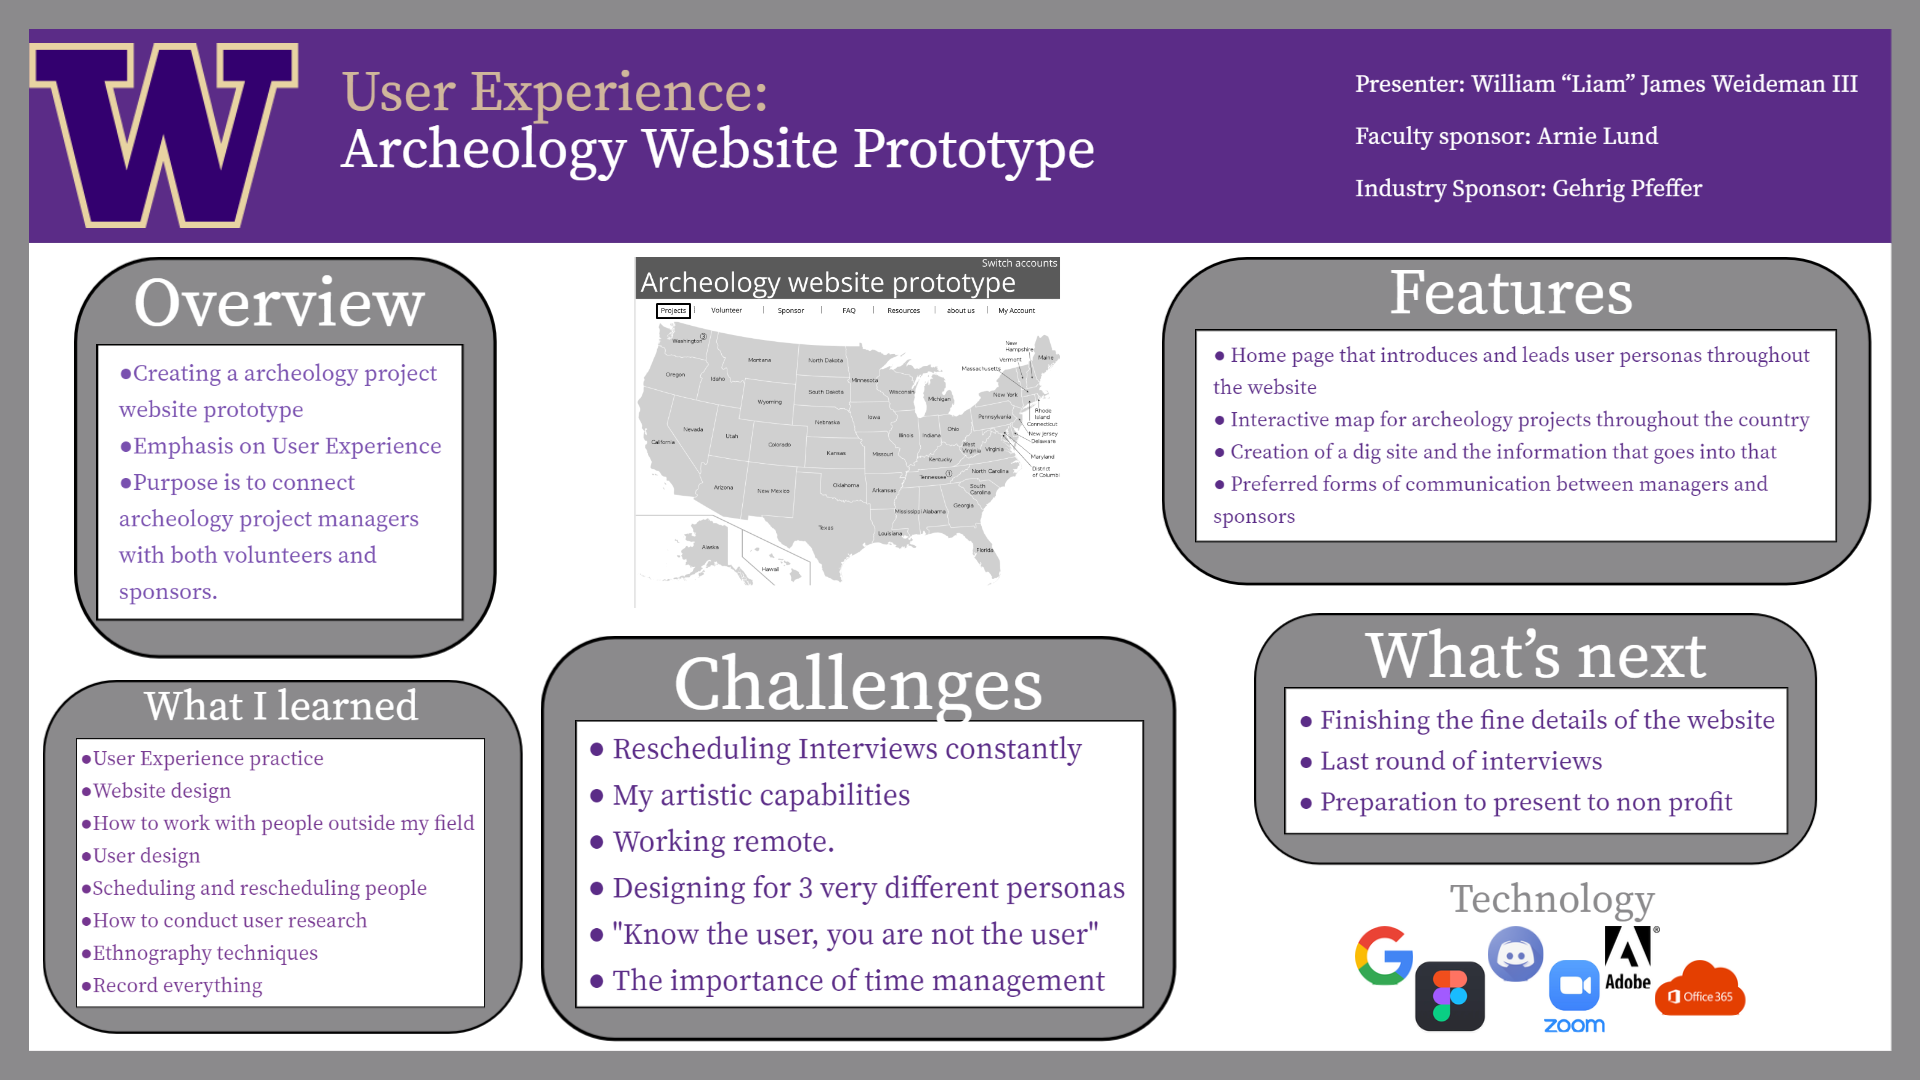 User Experience:
Archeology Website Prototype
Presenter: William “Liam” James Weideman III
Faculty sponsor: Arnie Lund
Industry Sponsor: Gehrig Pfeffer
Overview
●Creating a archeology project
website prototype
●Emphasis on User Experience
●Purpose is to connect
archeology project managers
with both volunteers and
sponsors.
What I learned
●User Experience practice
●Website design
●How to work with people outside my field
●User design
●Scheduling and rescheduling people
●How to conduct user research
●Ethnography techniques
●Record everything
Switch accounts
Archeology website prototype
Projects | Volunteer | Sponsor | FAQ | Resources | about us | My Account
Washington
Montana
North Dakota
Minnesota
Oregon
Idaho
Wyoming
South Dakota
Wisconsin
Michigan
New York
Vermont
New
Hampshire
Maine
Massachusetts
Rhode
Island
Connecticut
New Jersey
Delaware
Maryland
District
of Columbi
Pennsylvania
Nebraska
Iowa
Illinois
Indiana
Ohio
West
Virginia
Virginia
California
Nevada
Utah
Colorado
Kansas
Missouri
Kentucky
Tennessee
North Carolina
South
Carolina
Arizona
New Mexico
Oklahoma
Arkansas
Mississippi
Alabama
Georgia
Texas
Louisiana
Florida
Alaska
Hawaii
Challenges
● Rescheduling Interviews constantly
● My artistic capabilities
● Working remote.
● Designing for 3 very different personas
● "Know the user, you are not the user"
● The importance of time management
Features
● Home page that introduces and leads user personas throughout
the website
● Interactive map for archeology projects throughout the country
● Creation of a dig site and the information that goes into that
● Preferred forms of communication between managers and
sponsors
What’s next
● Finishing the fine details of the website
● Last round of interviews
● Preparation to present to non profit
Technology
Adobe
zoom
Office 365